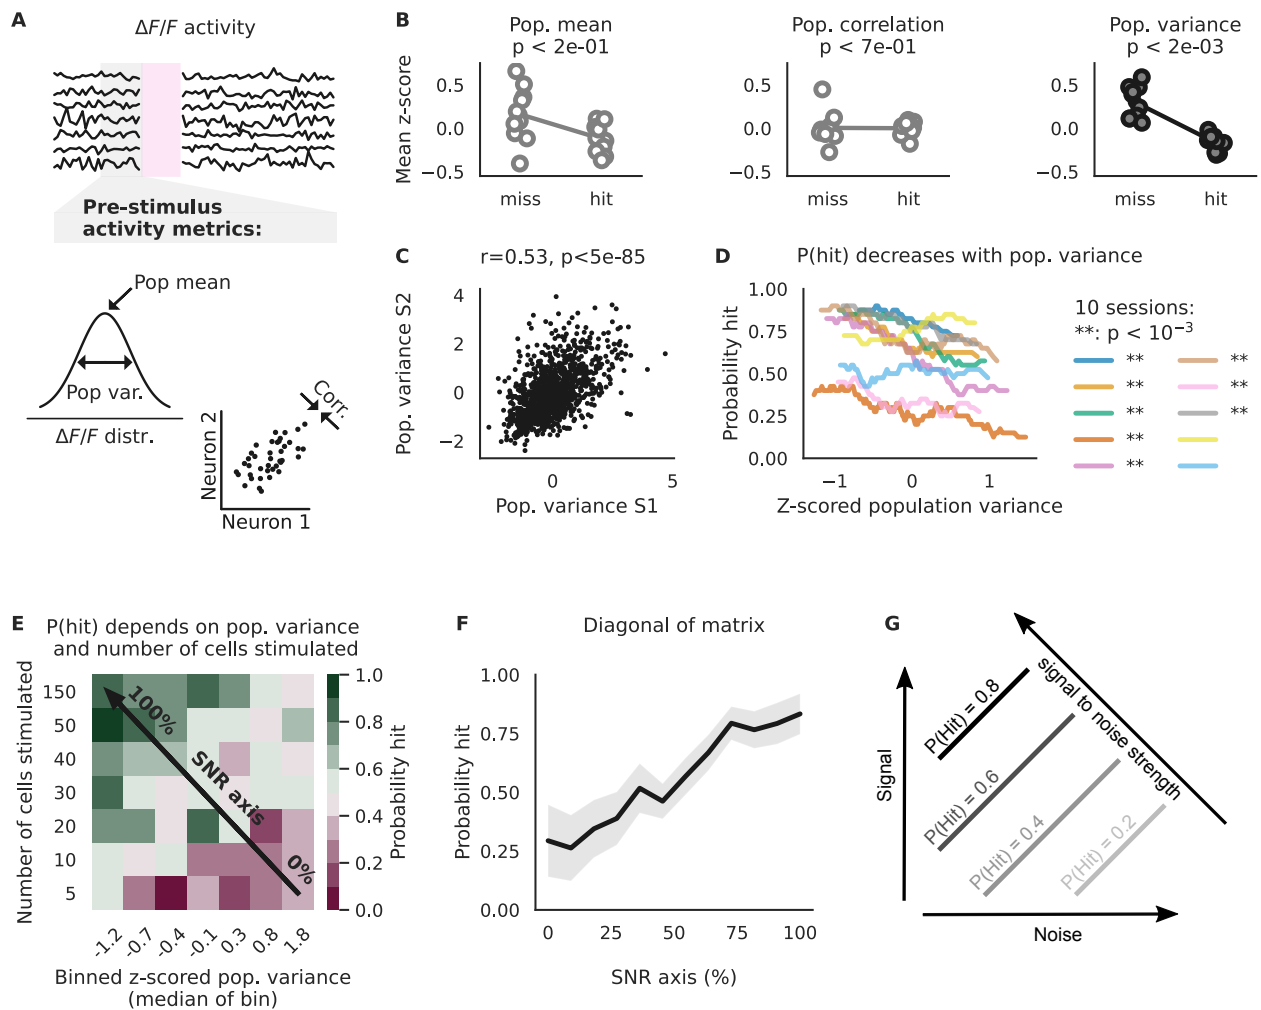 A
ΔF/F activity
Pre-stimulus
activity metrics:
Pop mean
Pop var.
ΔF/F distr.
Corr.
Neuron 2
Neuron 1
B
Pop. mean
p < 2e-01
Pop. correlation
p < 7e-01
Pop. variance
p < 2e-03
Mean z-score
0.5
0.0
−0.5
miss
hit
0.5
0.0
−0.5
miss
hit
0.5
0.0
−0.5
miss
hit
C
r=0.53, p<5e-85
Pop. variance S2
4
2
0
−2
0
5
Pop. variance S1
D
P(hit) decreases with pop. variance
Probability hit
1.00
0.75
0.50
0.25
0.00
−1
0
1
Z-scored population variance
10 sessions:
**: p < 10⁻³
**
**
**
**
**
**
**
**
E
P(hit) depends on pop. variance
and number of cells stimulated
Number of cells stimulated
150
50
40
30
20
10
5
100%
SNR axis
0%
-1.2
-0.7
-0.4
-0.1
0.3
0.8
1.8
Binned z-scored pop. variance
(median of bin)
1.0
0.8
0.6
0.4
0.2
0.0
Probability hit
F
Diagonal of matrix
Probability hit
1.00
0.75
0.50
0.25
0.00
0
25
50
75
100
SNR axis (%)
G
Signal
P(Hit) = 0.8
P(Hit) = 0.6
P(Hit) = 0.4
P(Hit) = 0.2
signal to noise strength
Noise